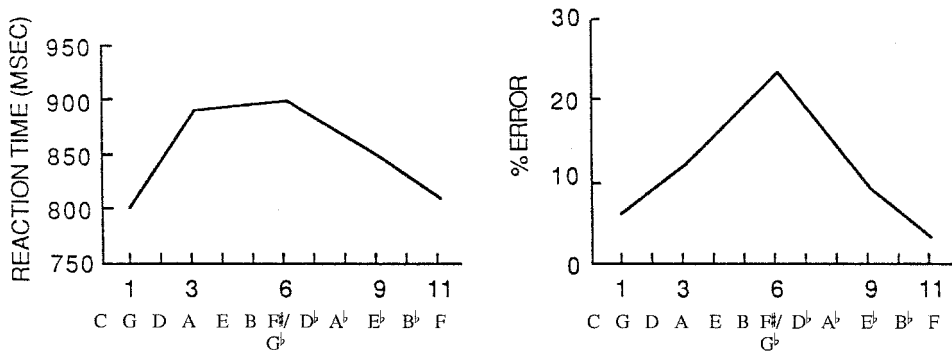 REACTION TIME (MSEC)
950
900
850
800
750
1 3 6 9 11
C G D A E B F♯/ D♭ A♭ E♭ B♭ F
G♭
% ERROR
30
20
10
0
1 3 6 9 11
C G D A E B F♯/ D♭ A♭ E♭ B♭ F
G♭